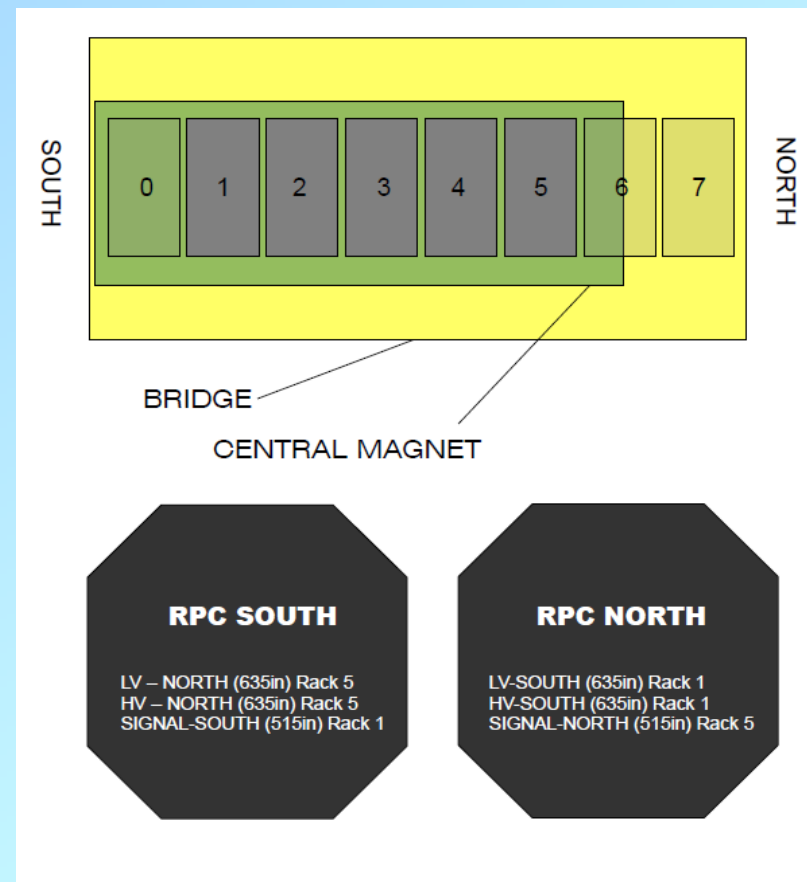 SOUTH
0 1 2 3 4 5 6 7
NORTH
BRIDGE
CENTRAL MAGNET
RPC SOUTH
LV – NORTH (635in) Rack 5
HV – NORTH (635in) Rack 5
SIGNAL-SOUTH (515in) Rack 1
RPC NORTH
LV-SOUTH (635in) Rack 1
HV-SOUTH (635in) Rack 1
SIGNAL-NORTH (515in) Rack 5